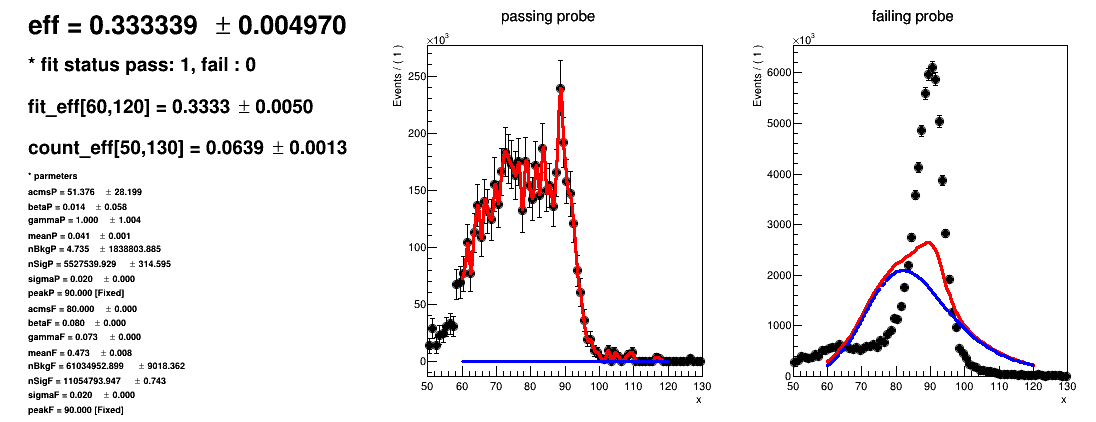 eff = 0.333339 ± 0.004970
* fit status pass: 1, fail : 0
fit_eff[60,120] = 0.3333 ± 0.0050
count_eff[50,130] = 0.0639 ± 0.0013
* parmeters
acmsP = 51.376 ± 28.199
betaP = 0.014 ± 0.058
gammaP = 1.000 ± 1.004
meanP = 0.041 ± 0.001
nBkgP = 4.735 ± 1838803.885
nSigP = 5527539.929 ± 314.595
sigmaP = 0.020 ± 0.000
peakP = 90.000 [Fixed]
acmsF = 80.000 ± 0.000
betaF = 0.080 ± 0.000
gammaF = 0.073 ± 0.000
meanF = 0.473 ± 0.008
nBkgF = 61034952.899 ± 9018.362
nSigF = 11054793.947 ± 0.743
sigmaF = 0.020 ± 0.000
peakF = 90.000 [Fixed]
passing probe
×10³
Events / ( 1 )
250
200
150
100
50
0
50 60 70 80 90 100 110 120 130
x
failing probe
×10³
Events / ( 1 )
6000
5000
4000
3000
2000
1000
0
50 60 70 80 90 100 110 120 130
x